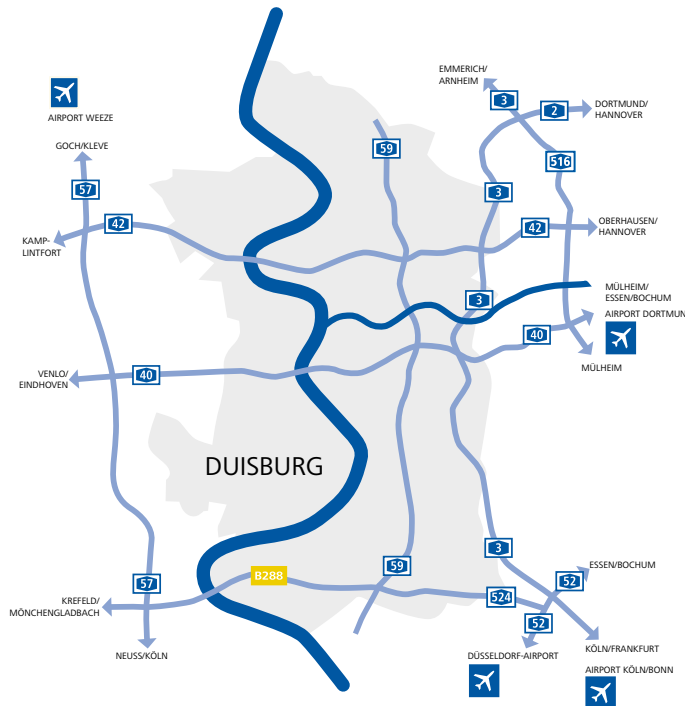 EMMERICH/
ARNHEIM
3
2
DORTMUND/
HANNOVER
AIRPORT WEEZE
GOCH/KLEVE
59
516
57
3
42
42
OBERHAUSEN/
HANNOVER
KAMP-
LINTFORT
3
MÜLHEIM/
ESSEN/BOCHUM
AIRPORT DORTMUN
40
MÜLHEIM
VENLO/
EINDHOVEN
40
DUISBURG
3
59
ESSEN/BOCHUM
52
B288
57
524
KREFELD/
MÖNCHENGLADBACH
52
NEUSS/KÖLN
DÜSSELDORF-AIRPORT
KÖLN/FRANKFURT
AIRPORT KÖLN/BONN